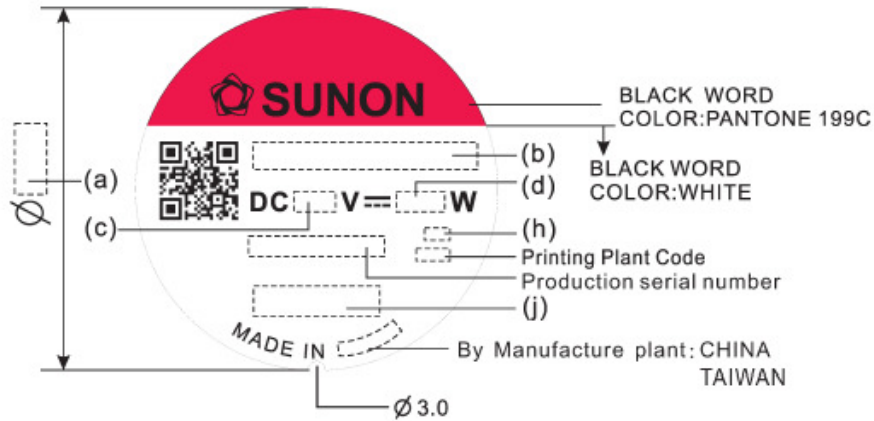 SUNON
BLACK WORD
COLOR:PANTONE 199C
(b)
BLACK WORD
COLOR:WHITE
(a)
(d)
DC V⎓ W
(c)
(h)
Printing Plant Code
Production serial number
(j)
MADE IN
By Manufacture plant: CHINA
TAIWAN
Ø
Ø 3.0